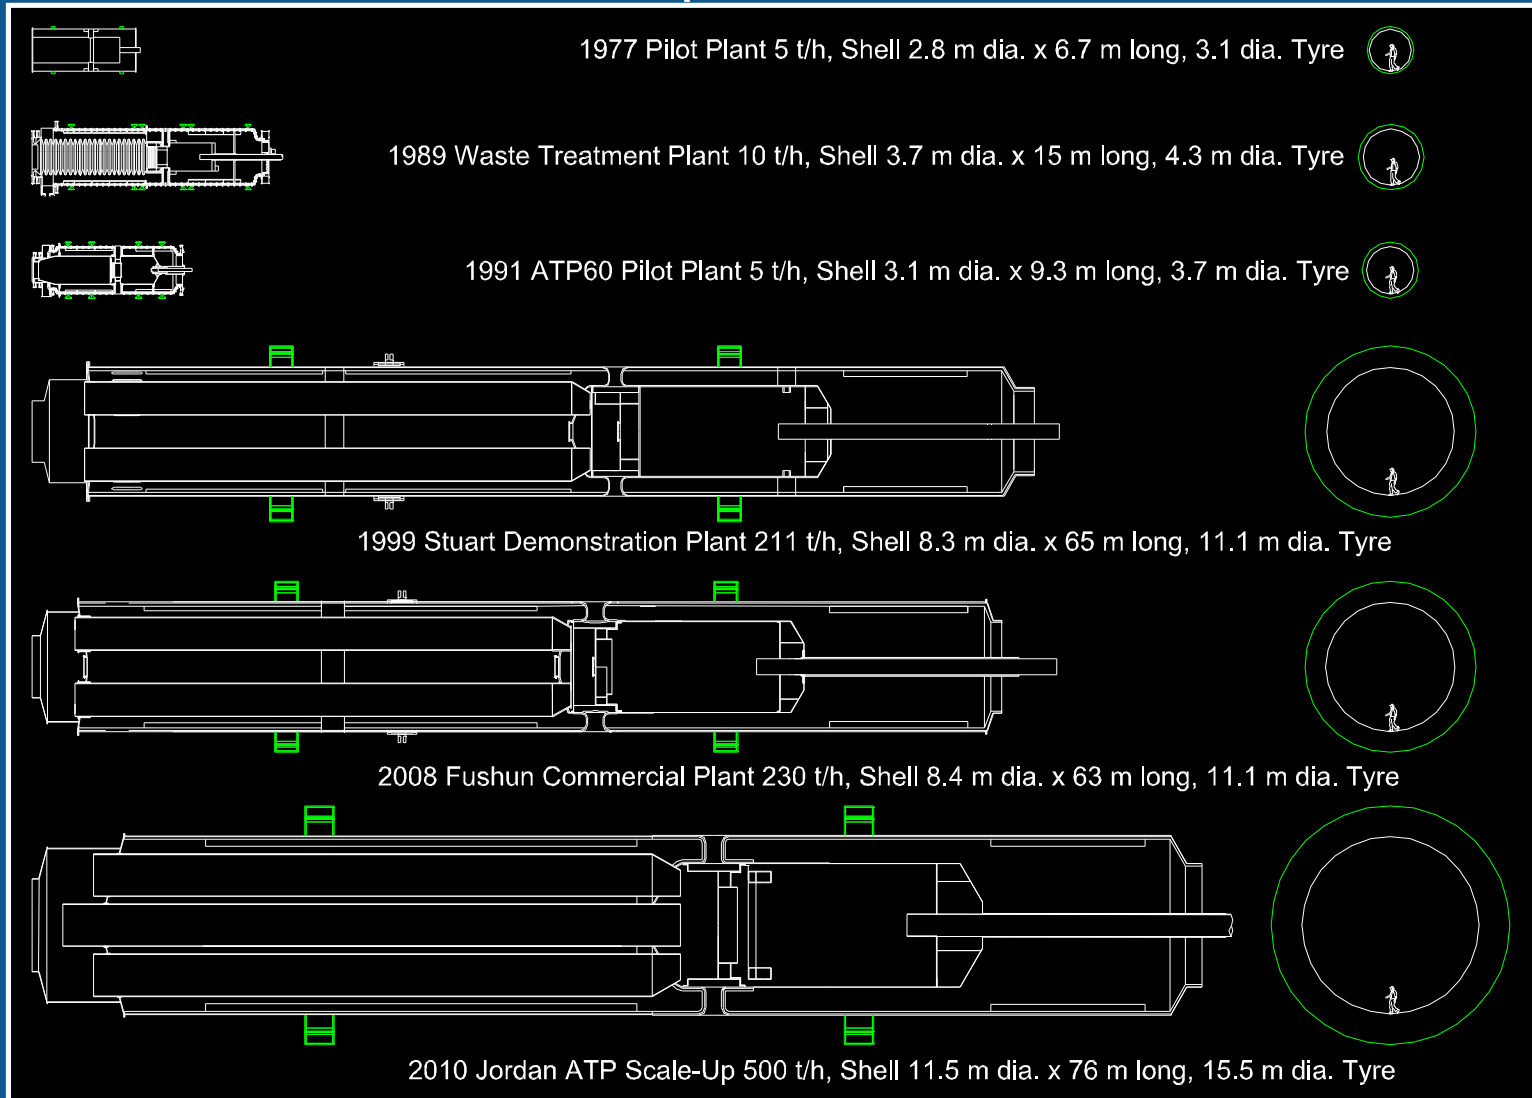 1977 Pilot Plant 5 t/h, Shell 2.8 m dia. x 6.7 m long, 3.1 dia. Tyre
1989 Waste Treatment Plant 10 t/h, Shell 3.7 m dia. x 15 m long, 4.3 m dia. Tyre
1991 ATP60 Pilot Plant 5 t/h, Shell 3.1 m dia. x 9.3 m long, 3.7 m dia. Tyre
1999 Stuart Demonstration Plant 211 t/h, Shell 8.3 m dia. x 65 m long, 11.1 m dia. Tyre
2008 Fushun Commercial Plant 230 t/h, Shell 8.4 m dia. x 63 m long, 11.1 m dia. Tyre
2010 Jordan ATP Scale-Up 500 t/h, Shell 11.5 m dia. x 76 m long, 15.5 m dia. Tyre